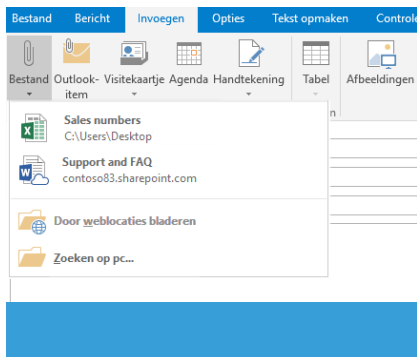 Bestand Bericht Invoegen Opties Tekst opmaken Controle
Bestand Outlook- Visitekaartje Agenda Handtekening Tabel Afbeeldingen
item
n
Sales numbers
C:\Users\Desktop
Support and FAQ
contoso83.sharepoint.com
Door weblocaties bladeren
Zoeken op pc...